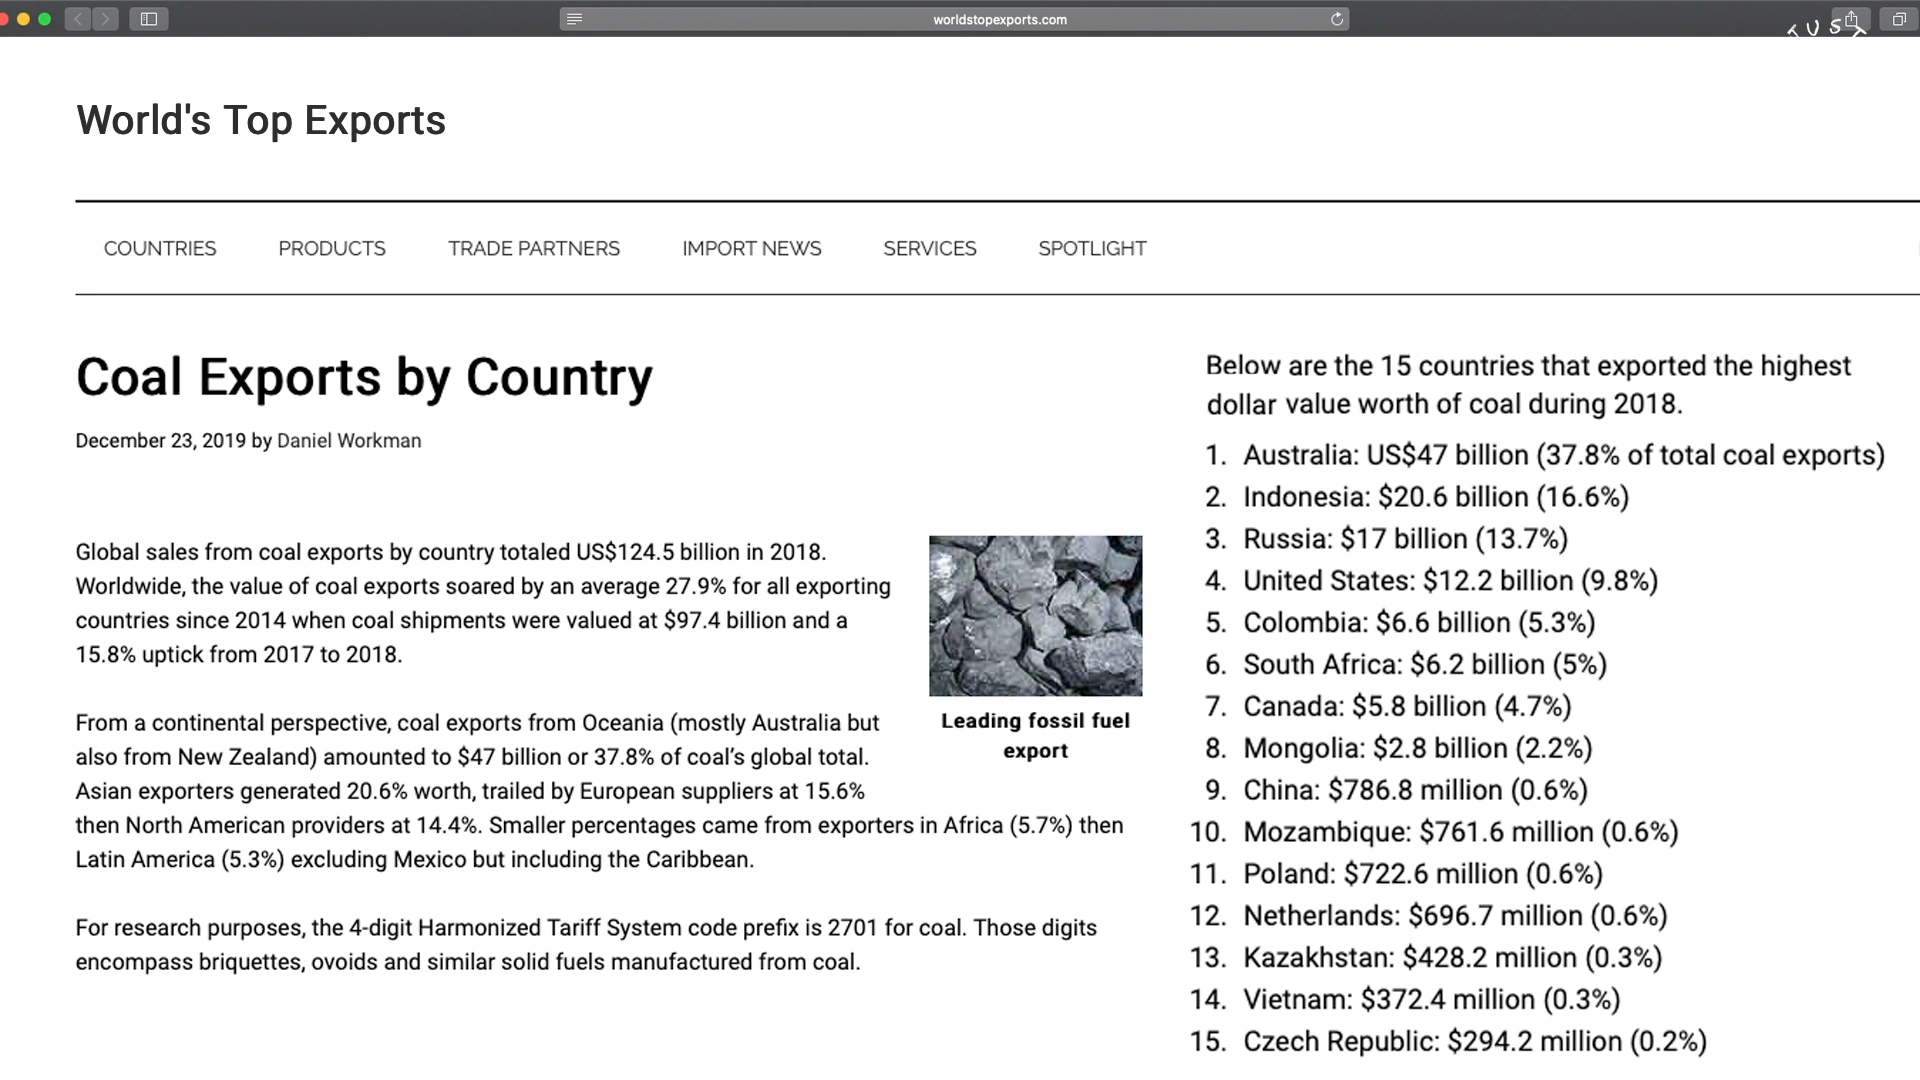 worldstopexports.com
TUST
World's Top Exports
COUNTRIES PRODUCTS TRADE PARTNERS IMPORT NEWS SERVICES SPOTLIGHT
Coal Exports by Country
December 23, 2019 by Daniel Workman
Global sales from coal exports by country totaled US$124.5 billion in 2018.
Worldwide, the value of coal exports soared by an average 27.9% for all exporting
countries since 2014 when coal shipments were valued at $97.4 billion and a
15.8% uptick from 2017 to 2018.
From a continental perspective, coal exports from Oceania (mostly Australia but
also from New Zealand) amounted to $47 billion or 37.8% of coal’s global total.
Asian exporters generated 20.6% worth, trailed by European suppliers at 15.6%
then North American providers at 14.4%. Smaller percentages came from exporters in Africa (5.7%) then
Latin America (5.3%) excluding Mexico but including the Caribbean.
For research purposes, the 4-digit Harmonized Tariff System code prefix is 2701 for coal. Those digits
encompass briquettes, ovoids and similar solid fuels manufactured from coal.
Leading fossil fuel
export
Below are the 15 countries that exported the highest
dollar value worth of coal during 2018.
1. Australia: US$47 billion (37.8% of total coal exports)
2. Indonesia: $20.6 billion (16.6%)
3. Russia: $17 billion (13.7%)
4. United States: $12.2 billion (9.8%)
5. Colombia: $6.6 billion (5.3%)
6. South Africa: $6.2 billion (5%)
7. Canada: $5.8 billion (4.7%)
8. Mongolia: $2.8 billion (2.2%)
9. China: $786.8 million (0.6%)
10. Mozambique: $761.6 million (0.6%)
11. Poland: $722.6 million (0.6%)
12. Netherlands: $696.7 million (0.6%)
13. Kazakhstan: $428.2 million (0.3%)
14. Vietnam: $372.4 million (0.3%)
15. Czech Republic: $294.2 million (0.2%)